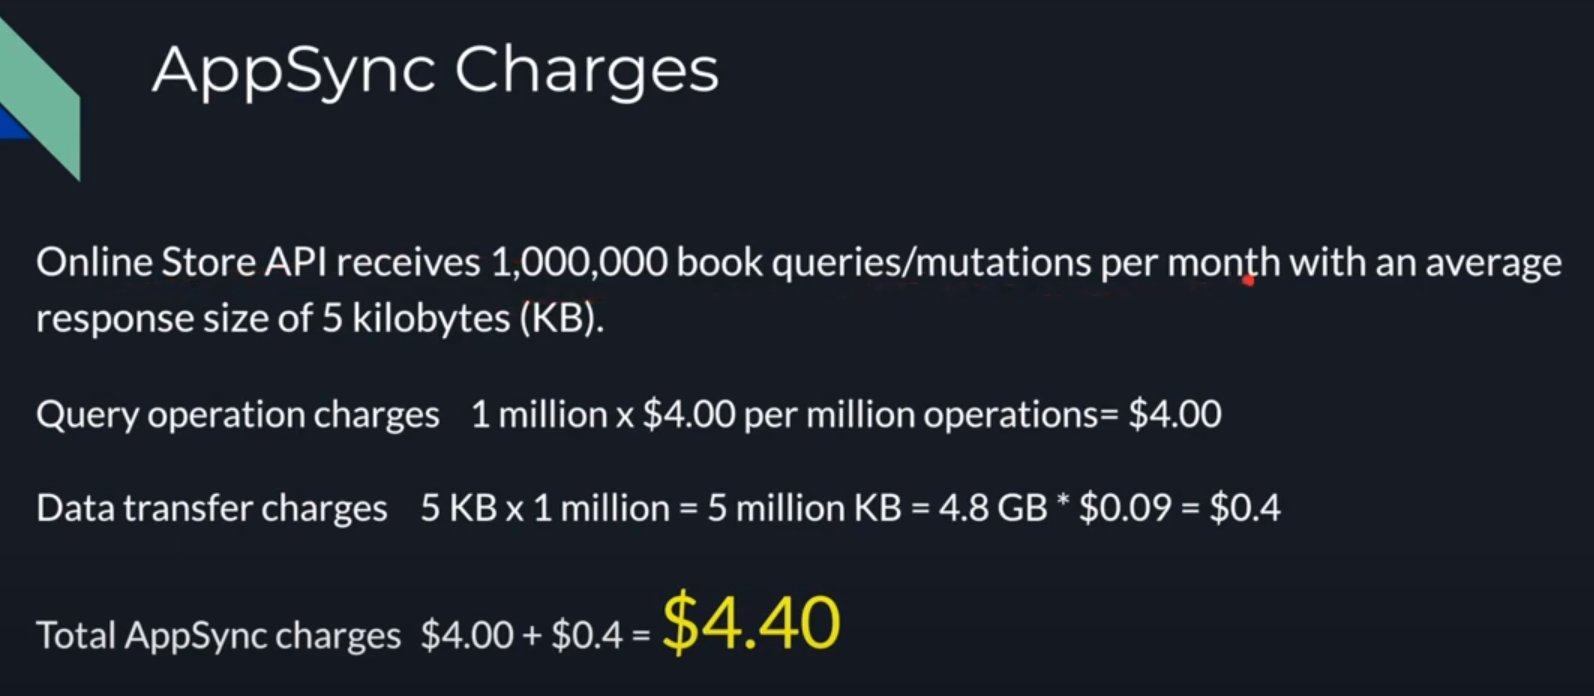 AppSync Charges
Online Store API receives 1,000,000 book queries/mutations per month with an average
response size of 5 kilobytes (KB).
Query operation charges 1 million x $4.00 per million operations= $4.00
Data transfer charges 5 KB x 1 million = 5 million KB = 4.8 GB * $0.09 = $0.4
Total AppSync charges $4.00 + $0.4 = $4.40